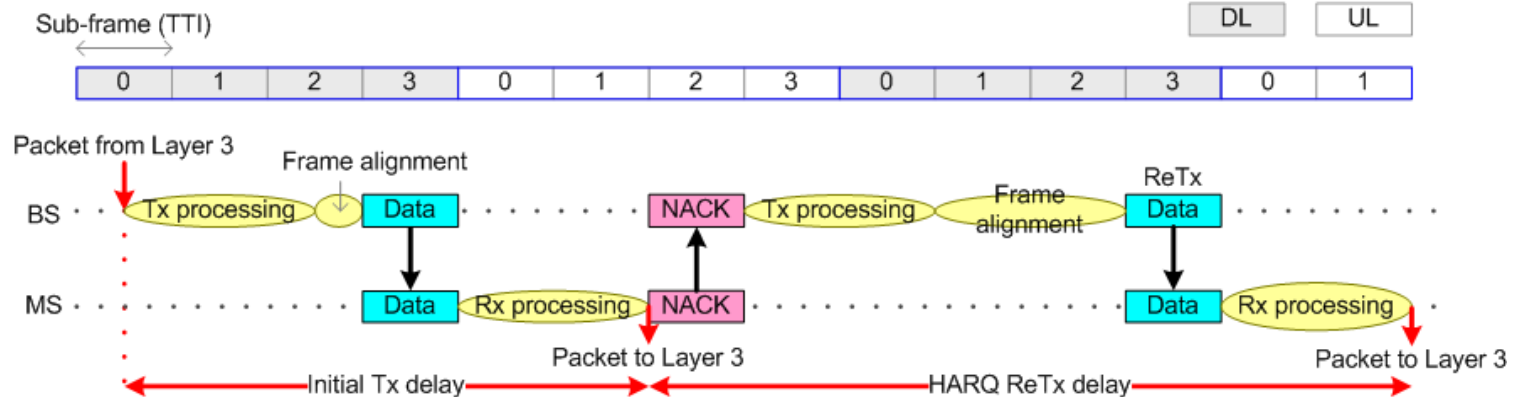 Sub-frame (TTI)
DL UL
0 1 2 3 0 1 2 3 0 1 2 3 0 1
Packet from Layer 3
Frame alignment
ReTx
BS Tx processing Data NACK Tx processing Frame alignment Data
MS Data Rx processing NACK Data Rx processing
Packet to Layer 3 Packet to Layer 3
Initial Tx delay HARQ ReTx delay